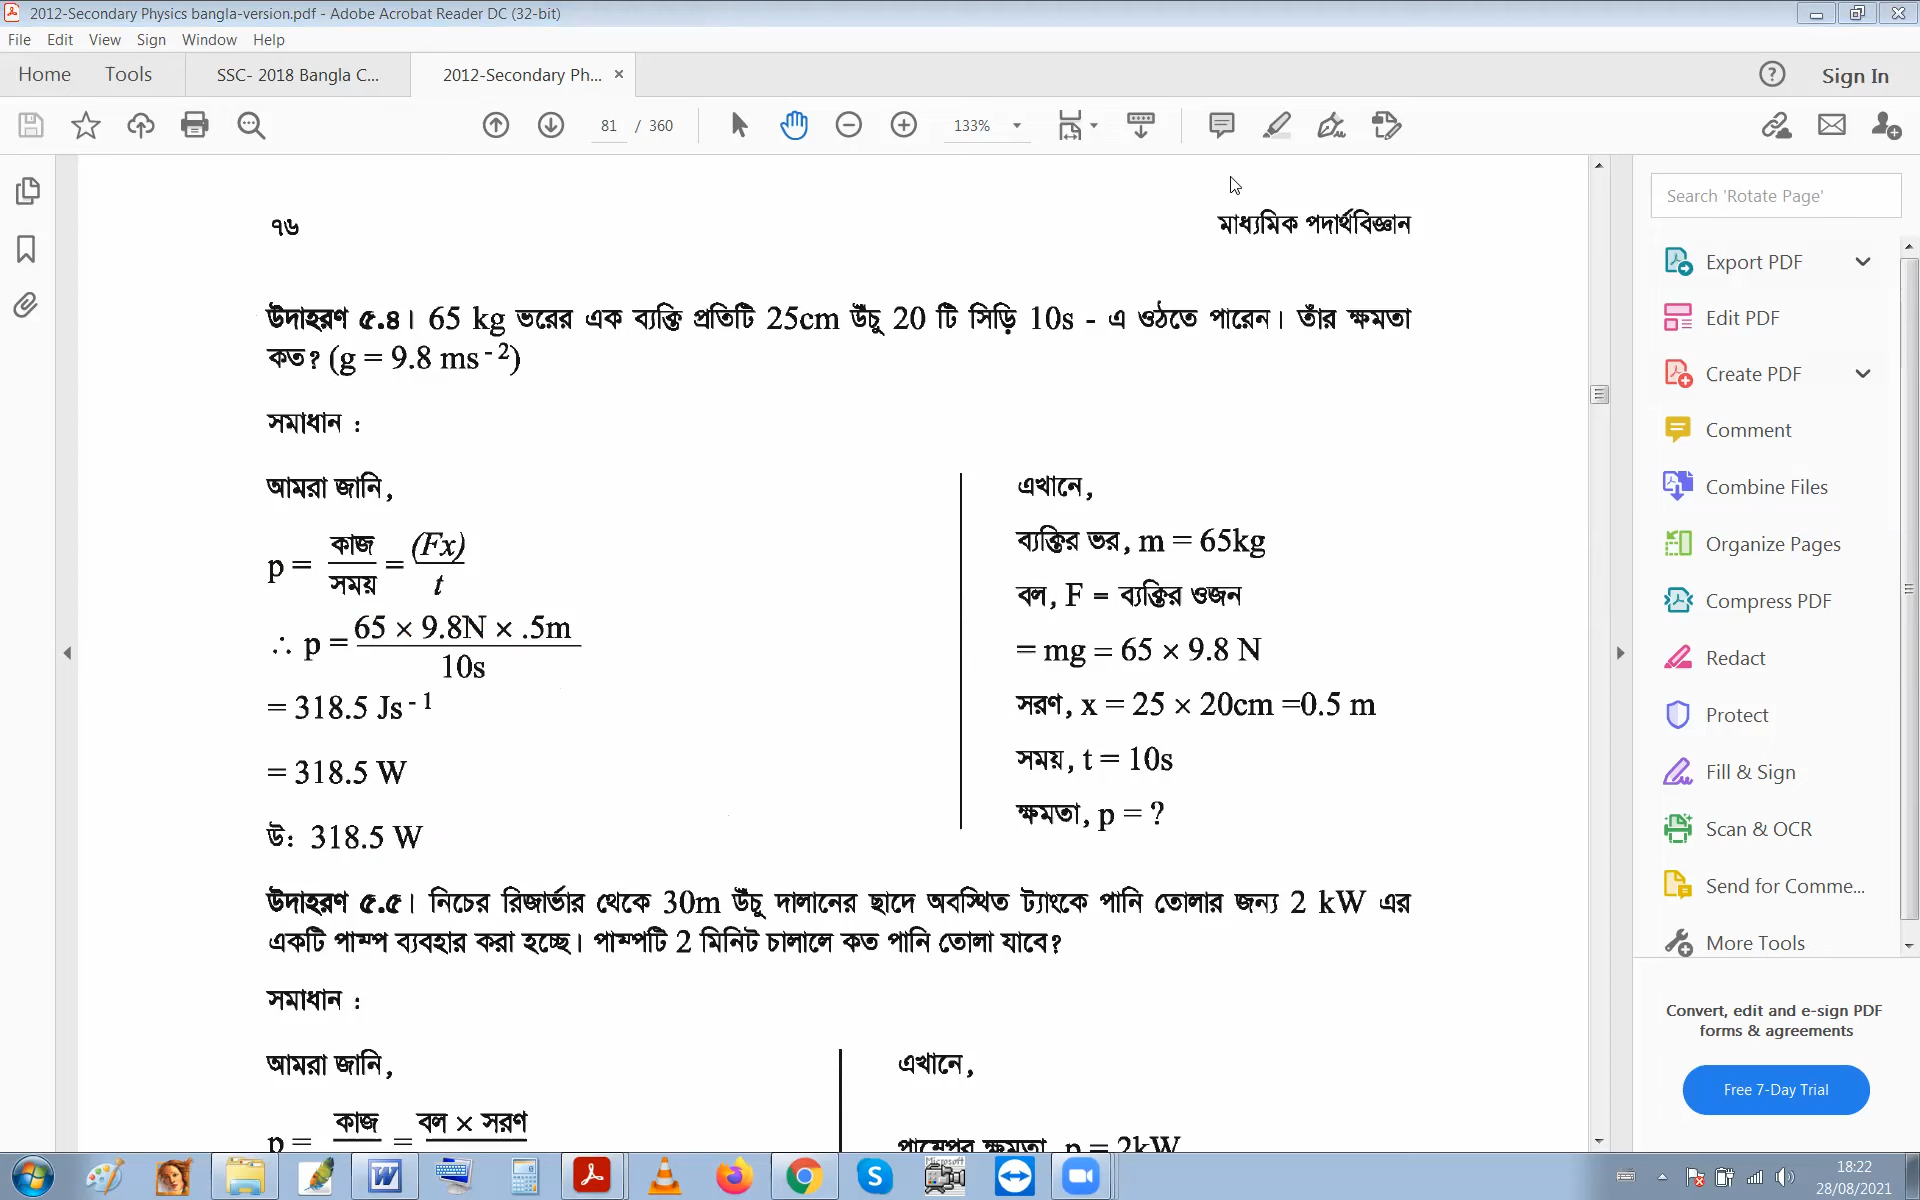 2012-Secondary Physics bangla-version.pdf - Adobe Acrobat Reader DC (32-bit)
File Edit View Sign Window Help
Home Tools SSC- 2018 Bangla C... 2012-Secondary Ph... × Sign In
81 / 360 133%
Search 'Rotate Page'
Export PDF
Edit PDF
Create PDF
Comment
Combine Files
Organize Pages
Compress PDF
Redact
Protect
Fill & Sign
Scan & OCR
Send for Comme...
More Tools
Convert, edit and e-sign PDF
forms & agreements
Free 7-Day Trial
৭৬ মাধ্যমিক পদার্থবিজ্ঞান
উদাহরণ ৫.৪। 65 kg ভরের এক ব্যক্তি প্রতিটি 25cm উঁচু 20 টি সিড়ি 10s - এ ওঠতে পারেন। তাঁর ক্ষমতা
কত? (g = 9.8 ms⁻²)
সমাধান :
আমরা জানি,
p = কাজ/সময় = (Fx)/t
∴ p = 65 × 9.8N × .5m/10s
= 318.5 Js⁻¹
= 318.5 W
উ: 318.5 W
এখানে,
ব্যক্তির ভর, m = 65kg
বল, F = ব্যক্তির ওজন
= mg = 65 × 9.8 N
সরণ, x = 25 × 20cm =0.5 m
সময়, t = 10s
ক্ষমতা, p = ?
উদাহরণ ৫.৫। নিচের রিজার্ভার থেকে 30m উঁচু দালানের ছাদে অবস্থিত ট্যাংকে পানি তোলার জন্য 2 kW এর
একটি পাম্প ব্যবহার করা হচ্ছে। পাম্পটি 2 মিনিট চালালে কত পানি তোলা যাবে?
সমাধান :
আমরা জানি,
p = কাজ = বল × সরণ
এখানে,
পাম্পের ক্ষমতা, p = 2kW
18:22
28/08/2021